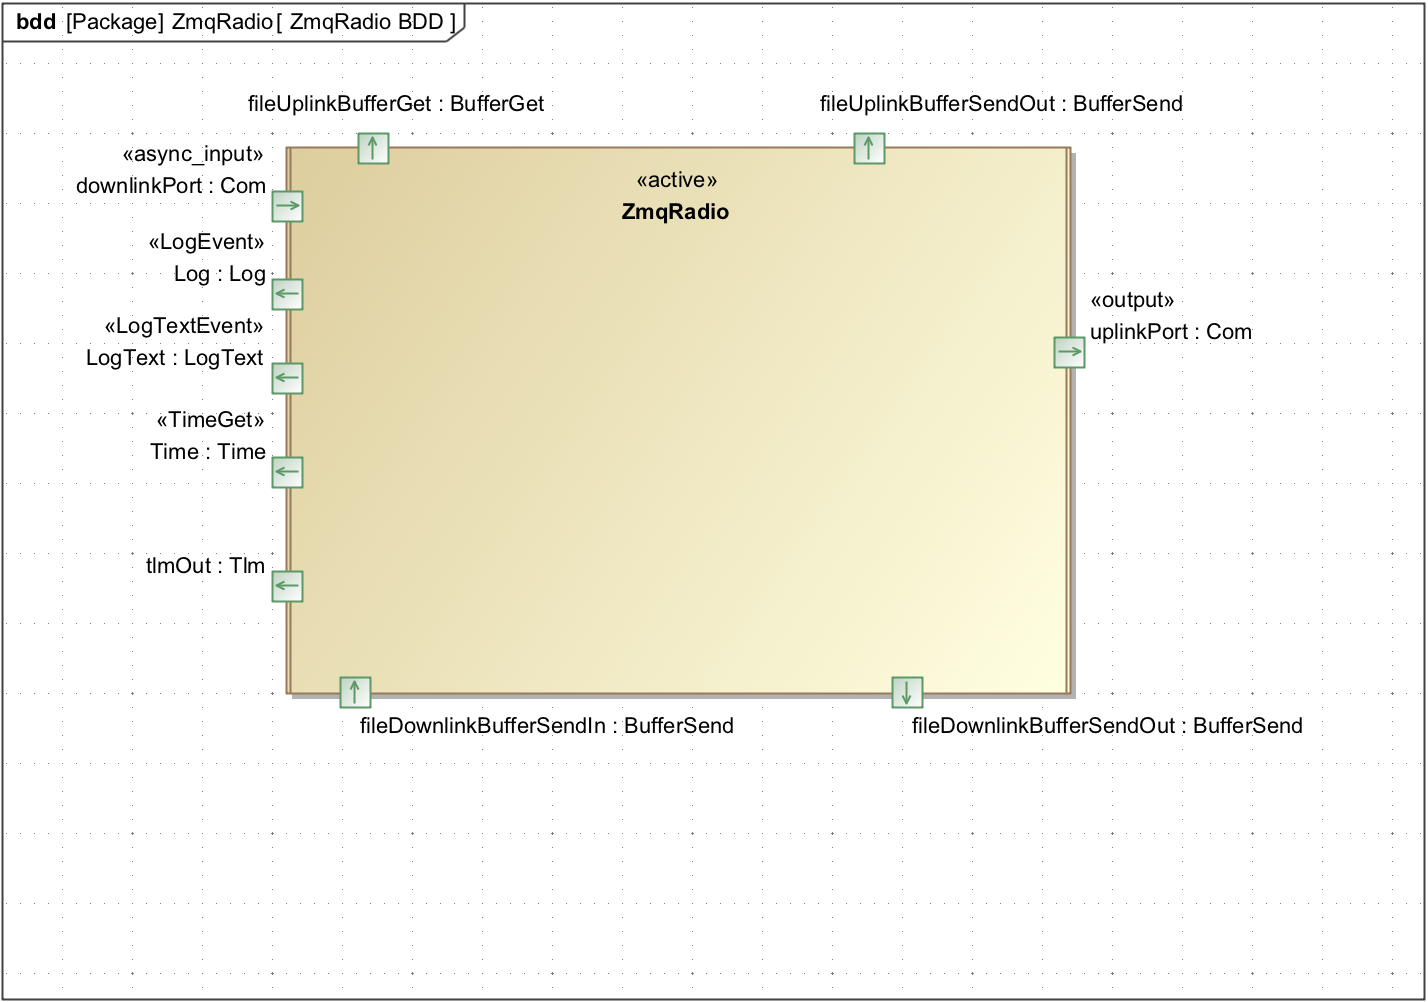 bdd [Package] ZmqRadio[ ZmqRadio BDD ]
fileUplinkBufferGet : BufferGet
fileUplinkBufferSendOut : BufferSend
«async_input»
downlinkPort : Com
«active»
ZmqRadio
«LogEvent»
Log : Log
«output»
uplinkPort : Com
«LogTextEvent»
LogText : LogText
«TimeGet»
Time : Time
tlmOut : Tlm
fileDownlinkBufferSendIn : BufferSend
fileDownlinkBufferSendOut : BufferSend